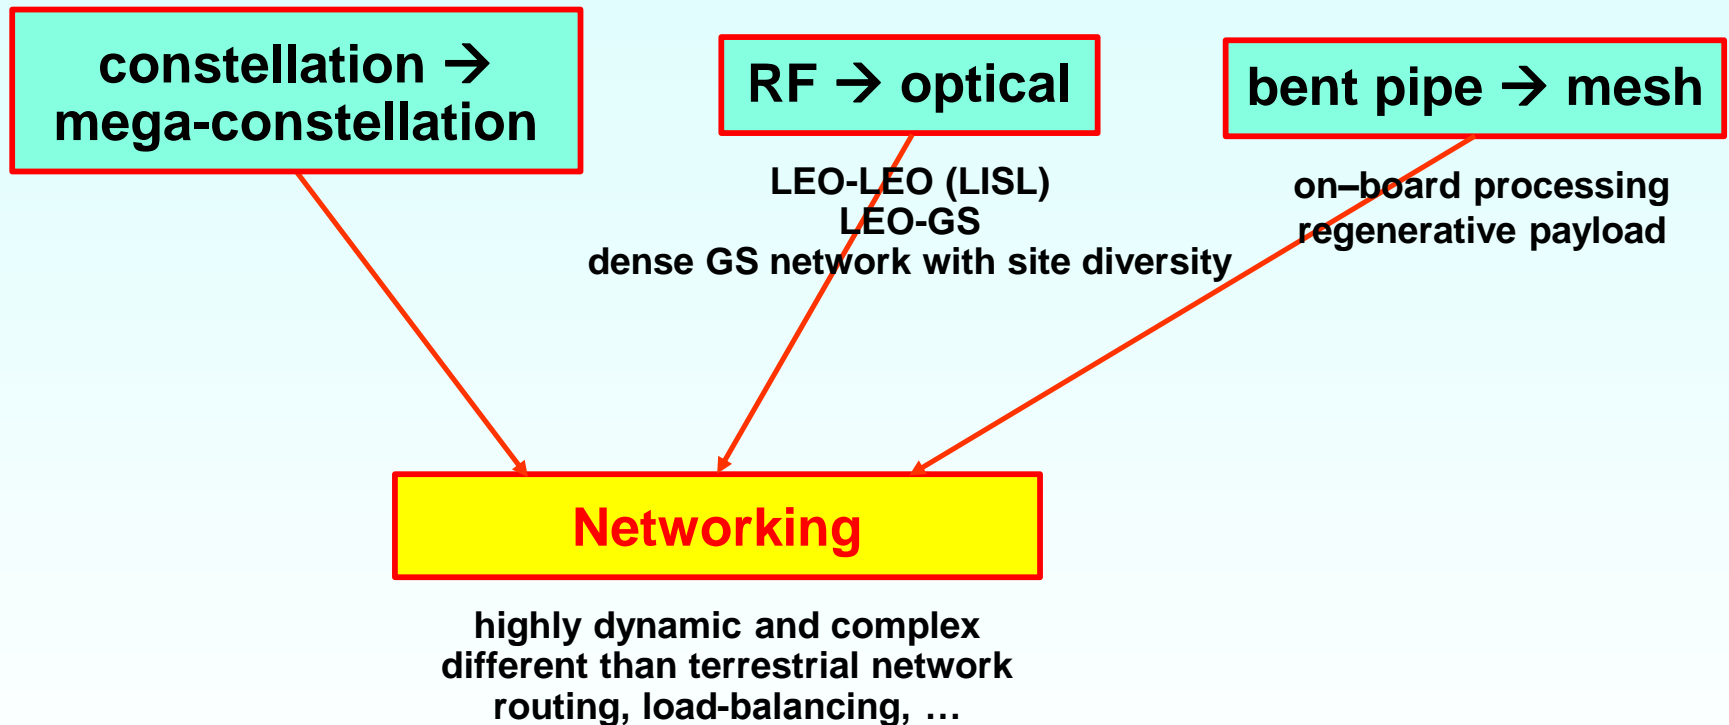 constellation →
mega-constellation
RF → optical
bent pipe → mesh
LEO-LEO (LISL)
LEO-GS
dense GS network with site diversity
on–board processing
regenerative payload
Networking
highly dynamic and complex
different than terrestrial network
routing, load-balancing, …